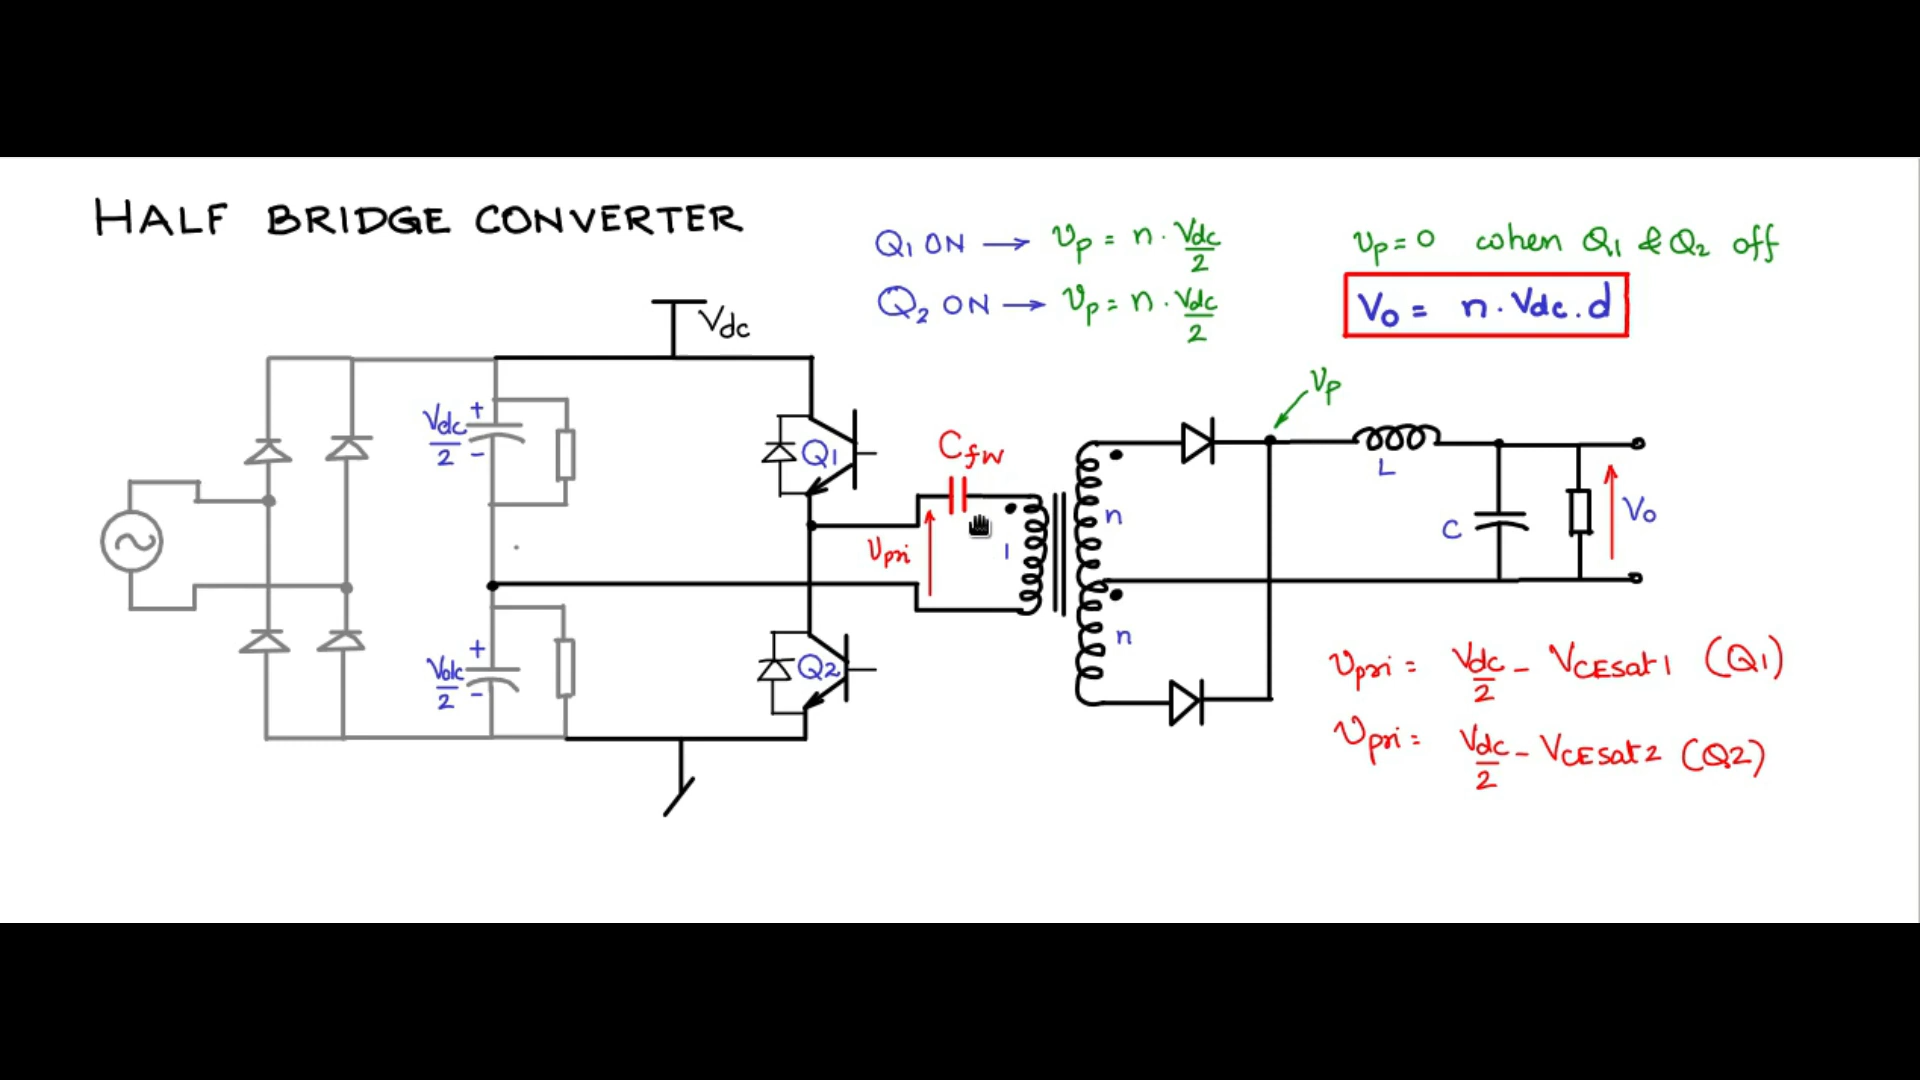 HALF BRIDGE CONVERTER
Q1 ON → Vp = n · Vdc/2
Q2 ON → Vp = n · Vdc/2
Vp = 0 when Q1 & Q2 off
Vo = n · Vdc · d
Vdc
Vp
Vdc/2
+
-
Q1
Cfw
L
n
1
Vpri
C
Vo
Vdc/2
+
-
Q2
n
Vpri = Vdc/2 - VCEsat1 (Q1)
Vpri = Vdc/2 - VCEsat2 (Q2)